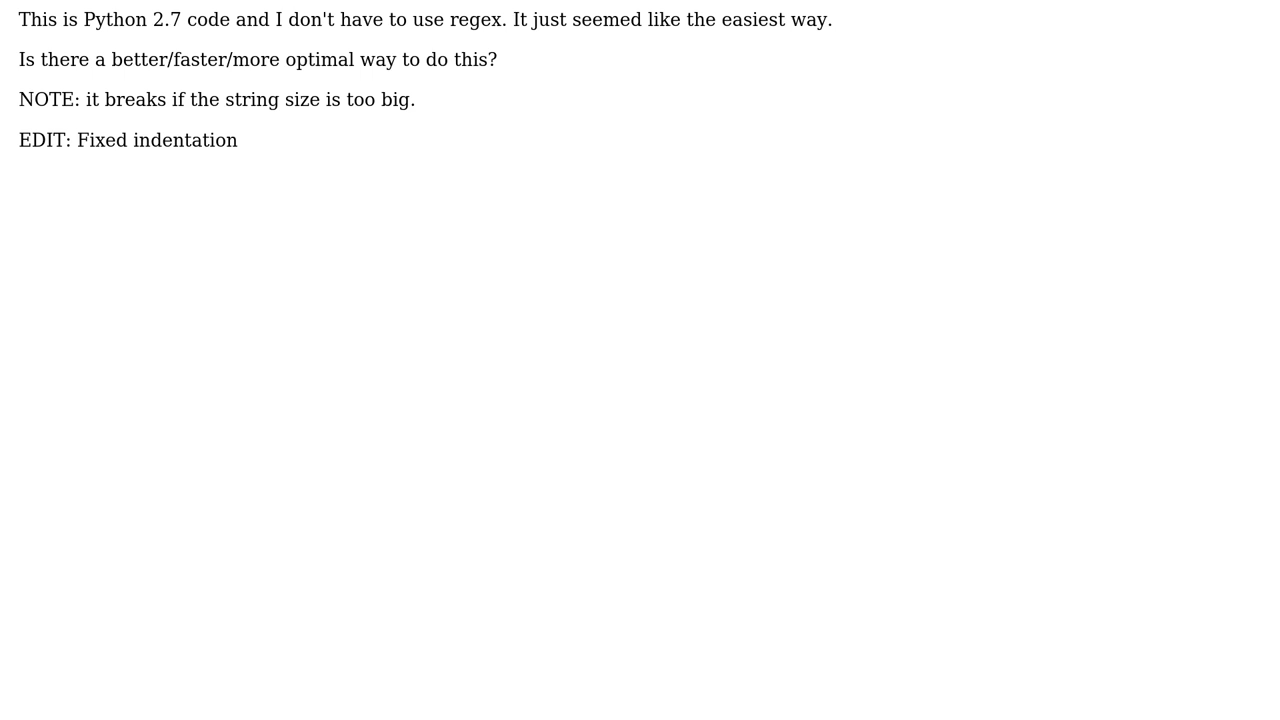 This is Python 2.7 code and I don't have to use regex. It just seemed like the easiest way.
Is there a better/faster/more optimal way to do this?
NOTE: it breaks if the string size is too big.
EDIT: Fixed indentation